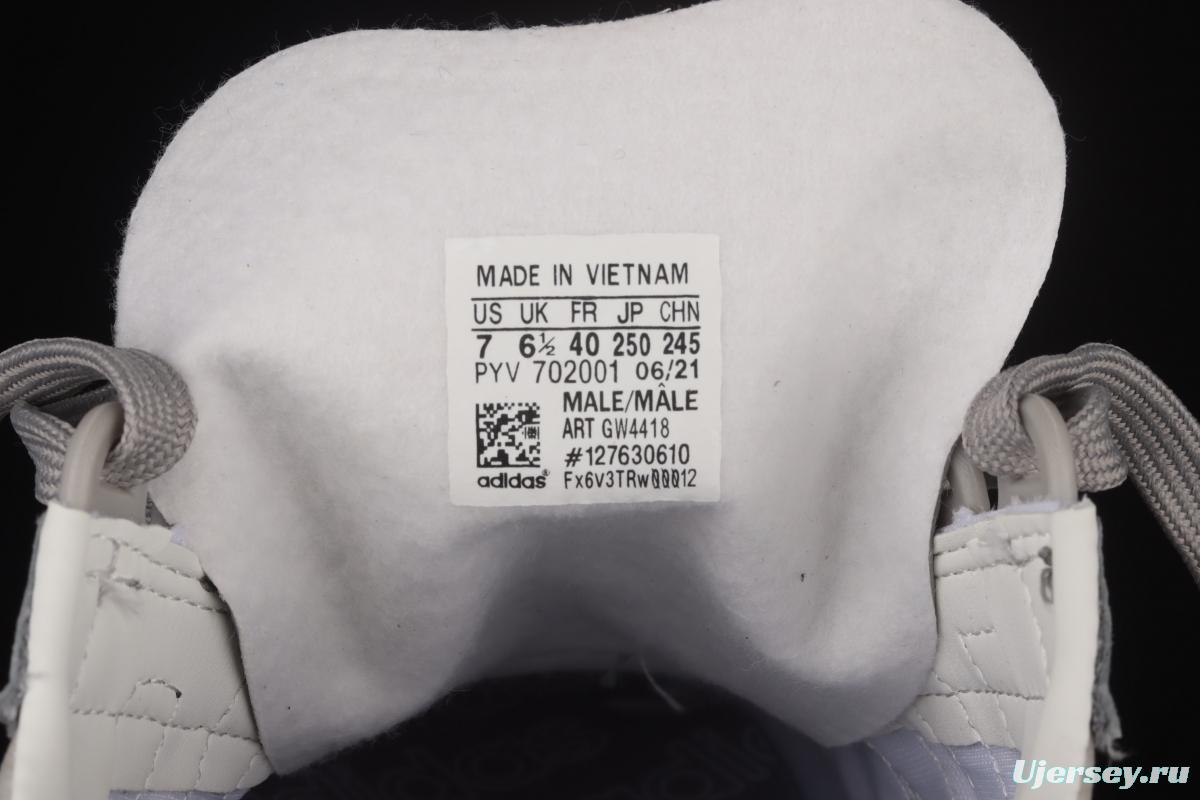 MADE IN VIETNAM
US UK FR JP CHN
7 6½ 40 250 245
PYV 702001 06/21
MALE/MÂLE
ART GW4418
#127630610
adidas® Fx6v3TRw00012
Ujersey.ru